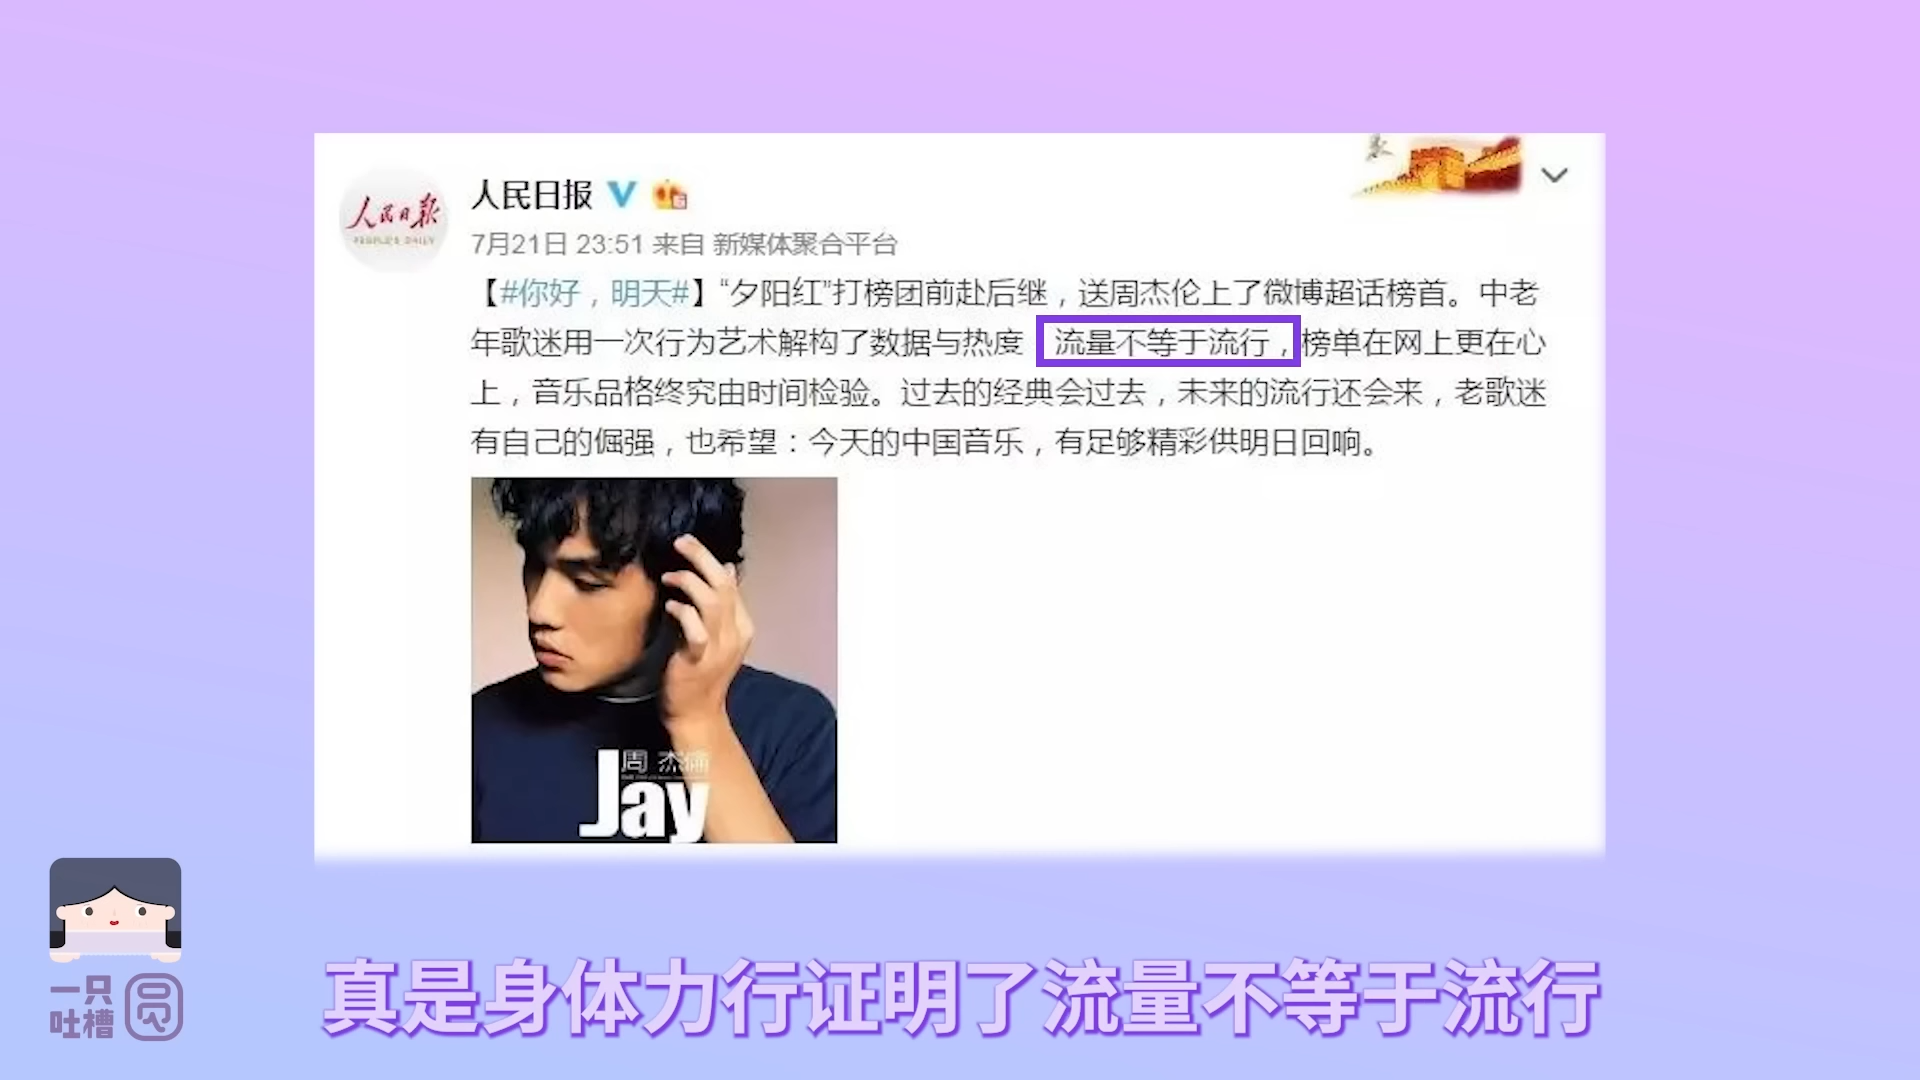 人民日报
PEOPLE'S DAILY
人民日报
7月21日 23:51 来自 新媒体聚合平台
【#你好，明天#】“夕阳红”打榜团前赴后继，送周杰伦上了微博超话榜首。中老
年歌迷用一次行为艺术解构了数据与热度 流量不等于流行，榜单在网上更在心
上，音乐品格终究由时间检验。过去的经典会过去，未来的流行还会来，老歌迷
有自己的倔强，也希望：今天的中国音乐，有足够精彩供明日回响。
周杰倫
Jay
一只
吐槽
圆
真是身体力行证明了流量不等于流行